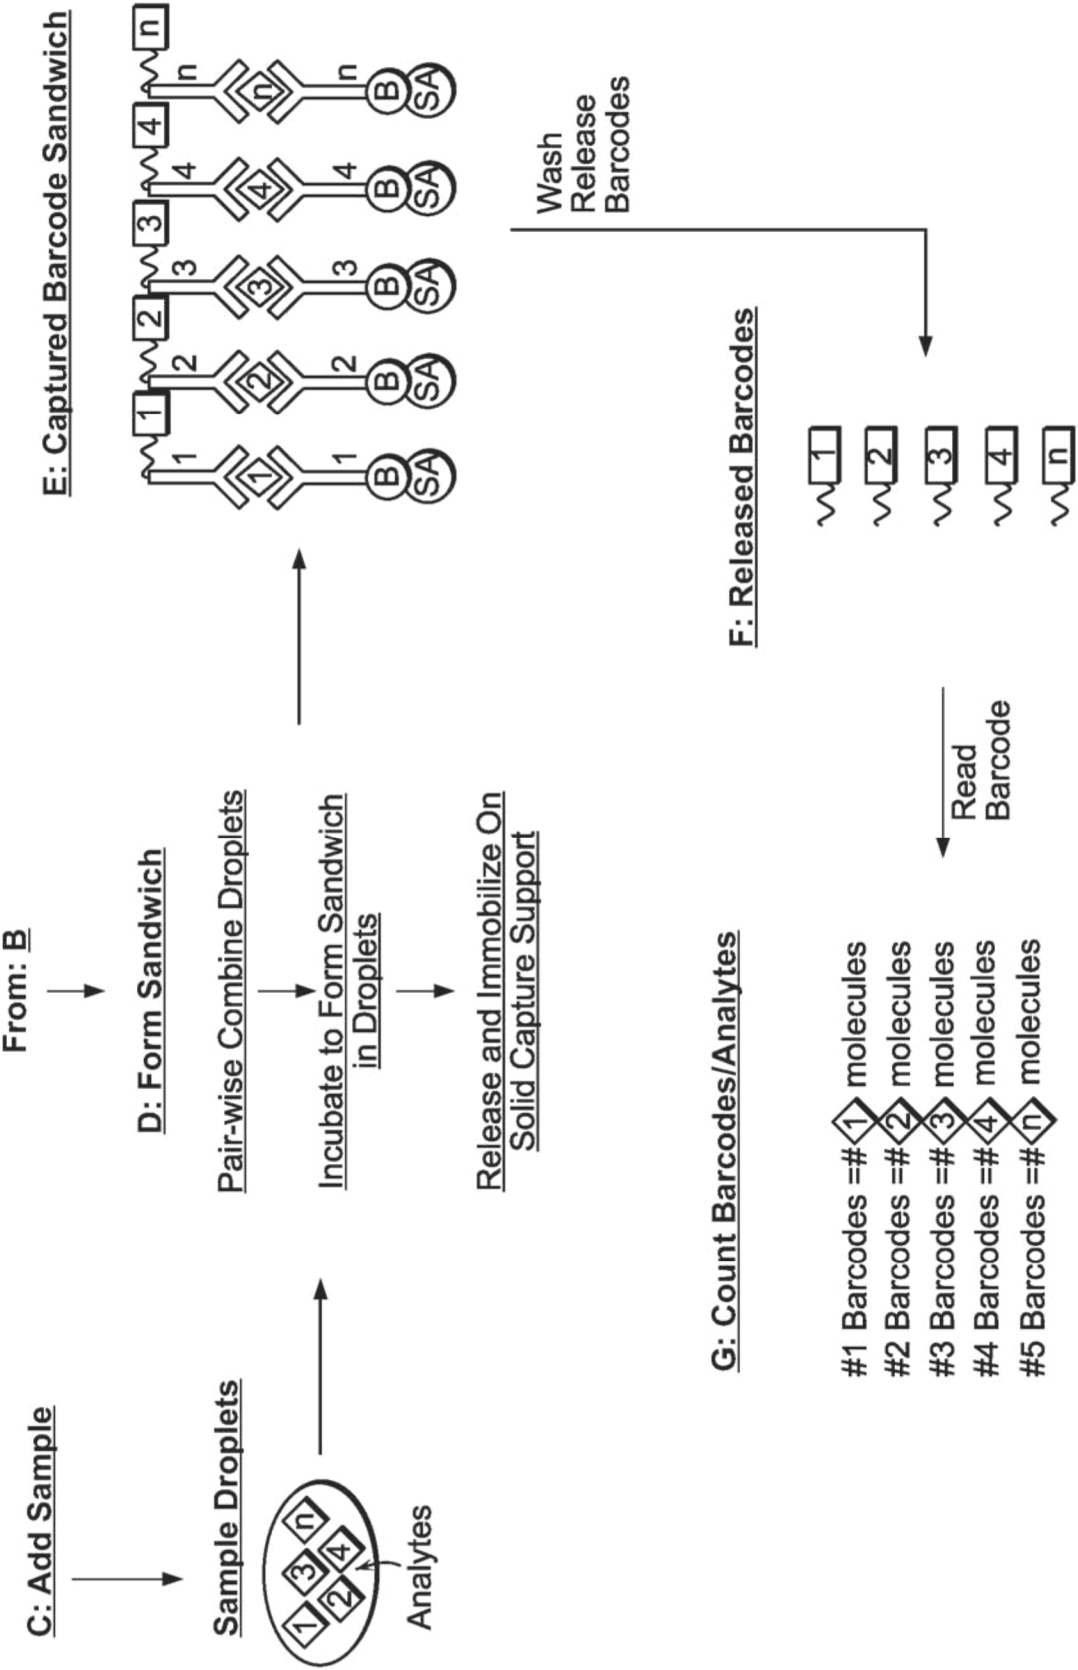 C: Add Sample
Sample Droplets
1 3 n
2 4
Analytes
From: B
D: Form Sandwich
Pair-wise Combine Droplets
Incubate to Form Sandwich
in Droplets
Release and Immobilize On
Solid Capture Support
E: Captured Barcode Sandwich
1 2 3 4 n
1 2 3 4 n
1 2 3 4 n
1 2 3 4 n
B B B B B
SA SA SA SA SA
Wash
Release
Barcodes
F: Released Barcodes
1
2
3
4
n
Read
Barcode
G: Count Barcodes/Analytes
#1 Barcodes =# 1 molecules
#2 Barcodes =# 2 molecules
#3 Barcodes =# 3 molecules
#4 Barcodes =# 4 molecules
#5 Barcodes =# n molecules